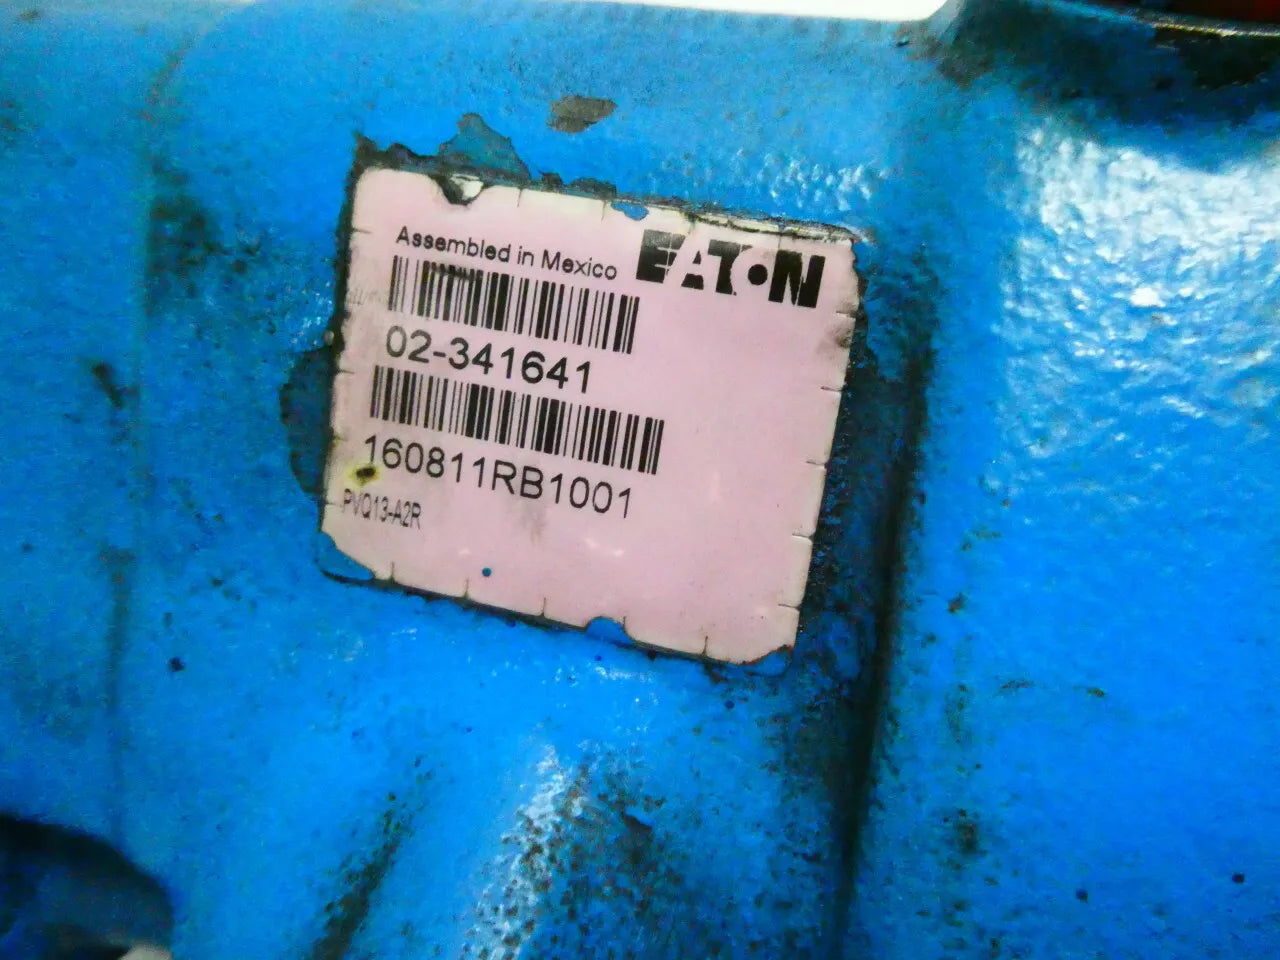 Assembled in Mexico
EATON
02-341641
160811RB1001
PVQ13-A2R